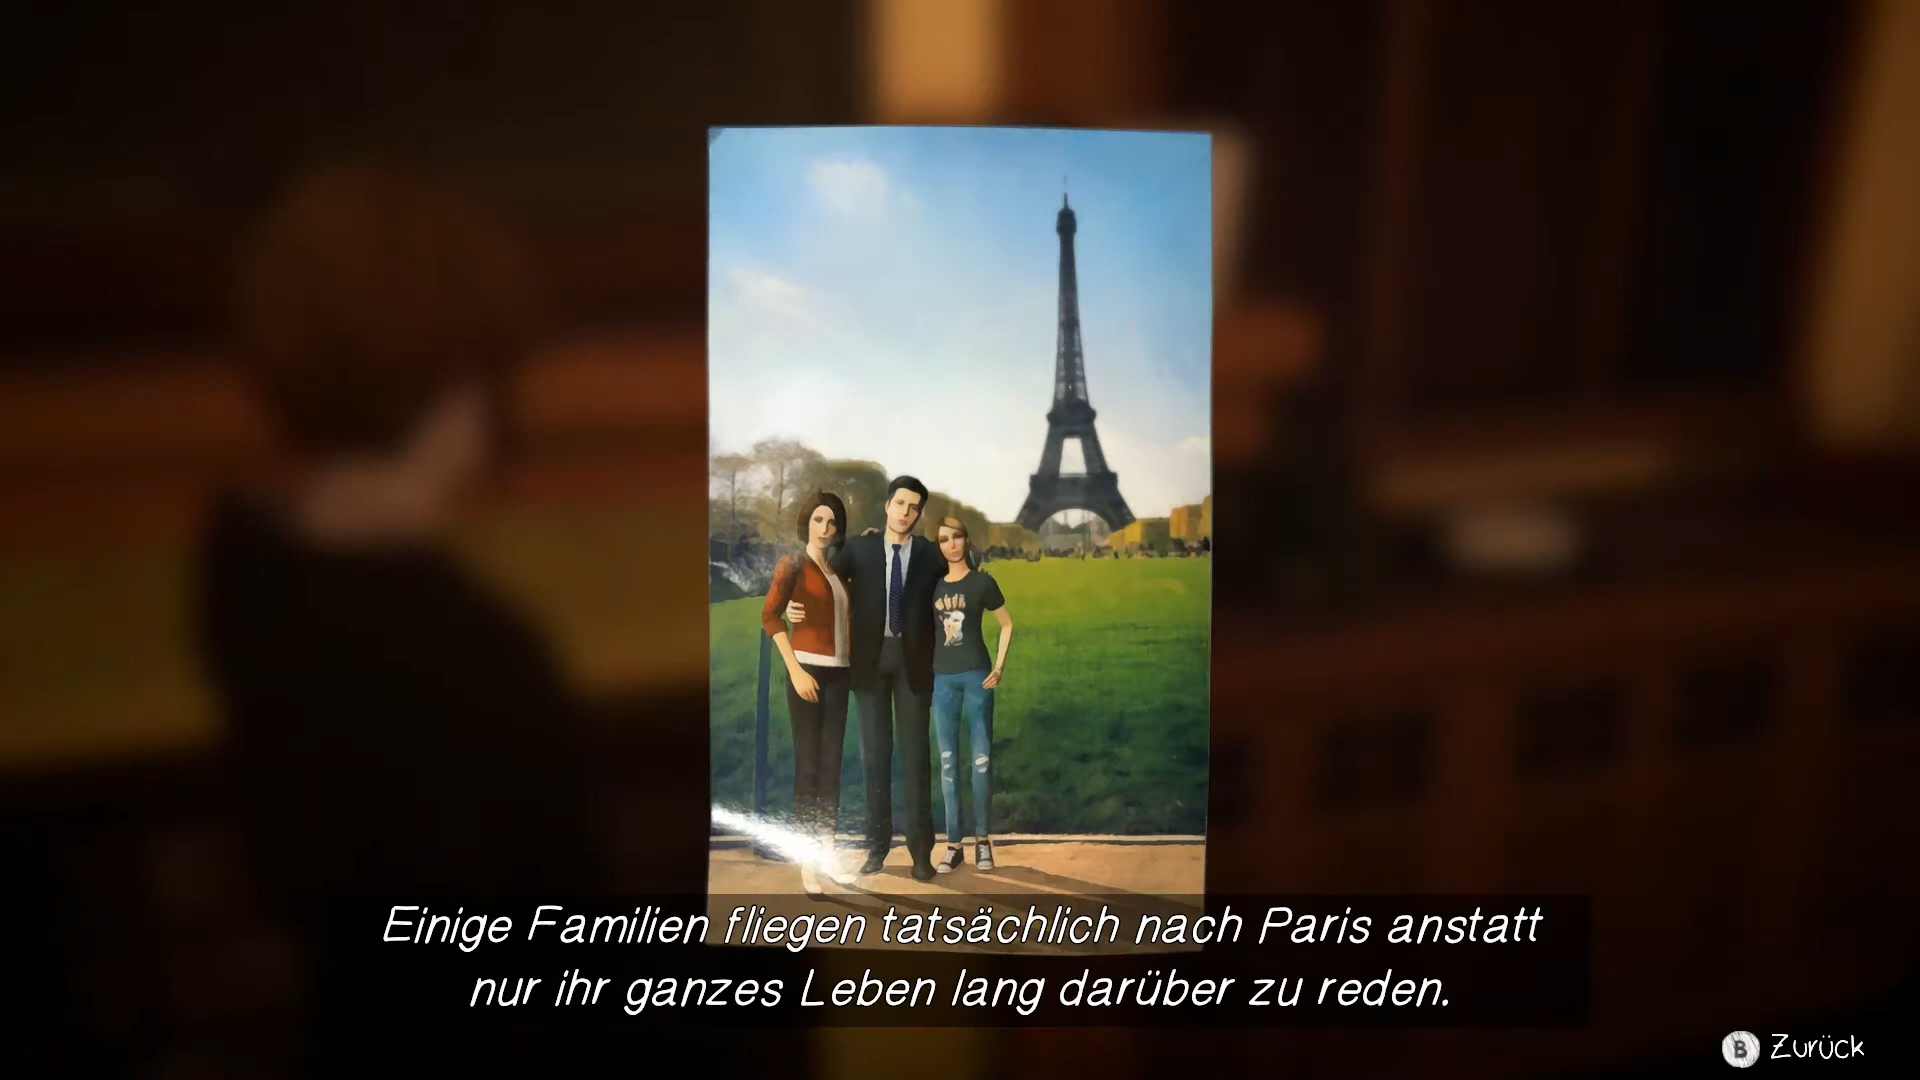 Einige Familien fliegen tatsächlich nach Paris anstatt
nur ihr ganzes Leben lang darüber zu reden.
B Zurück